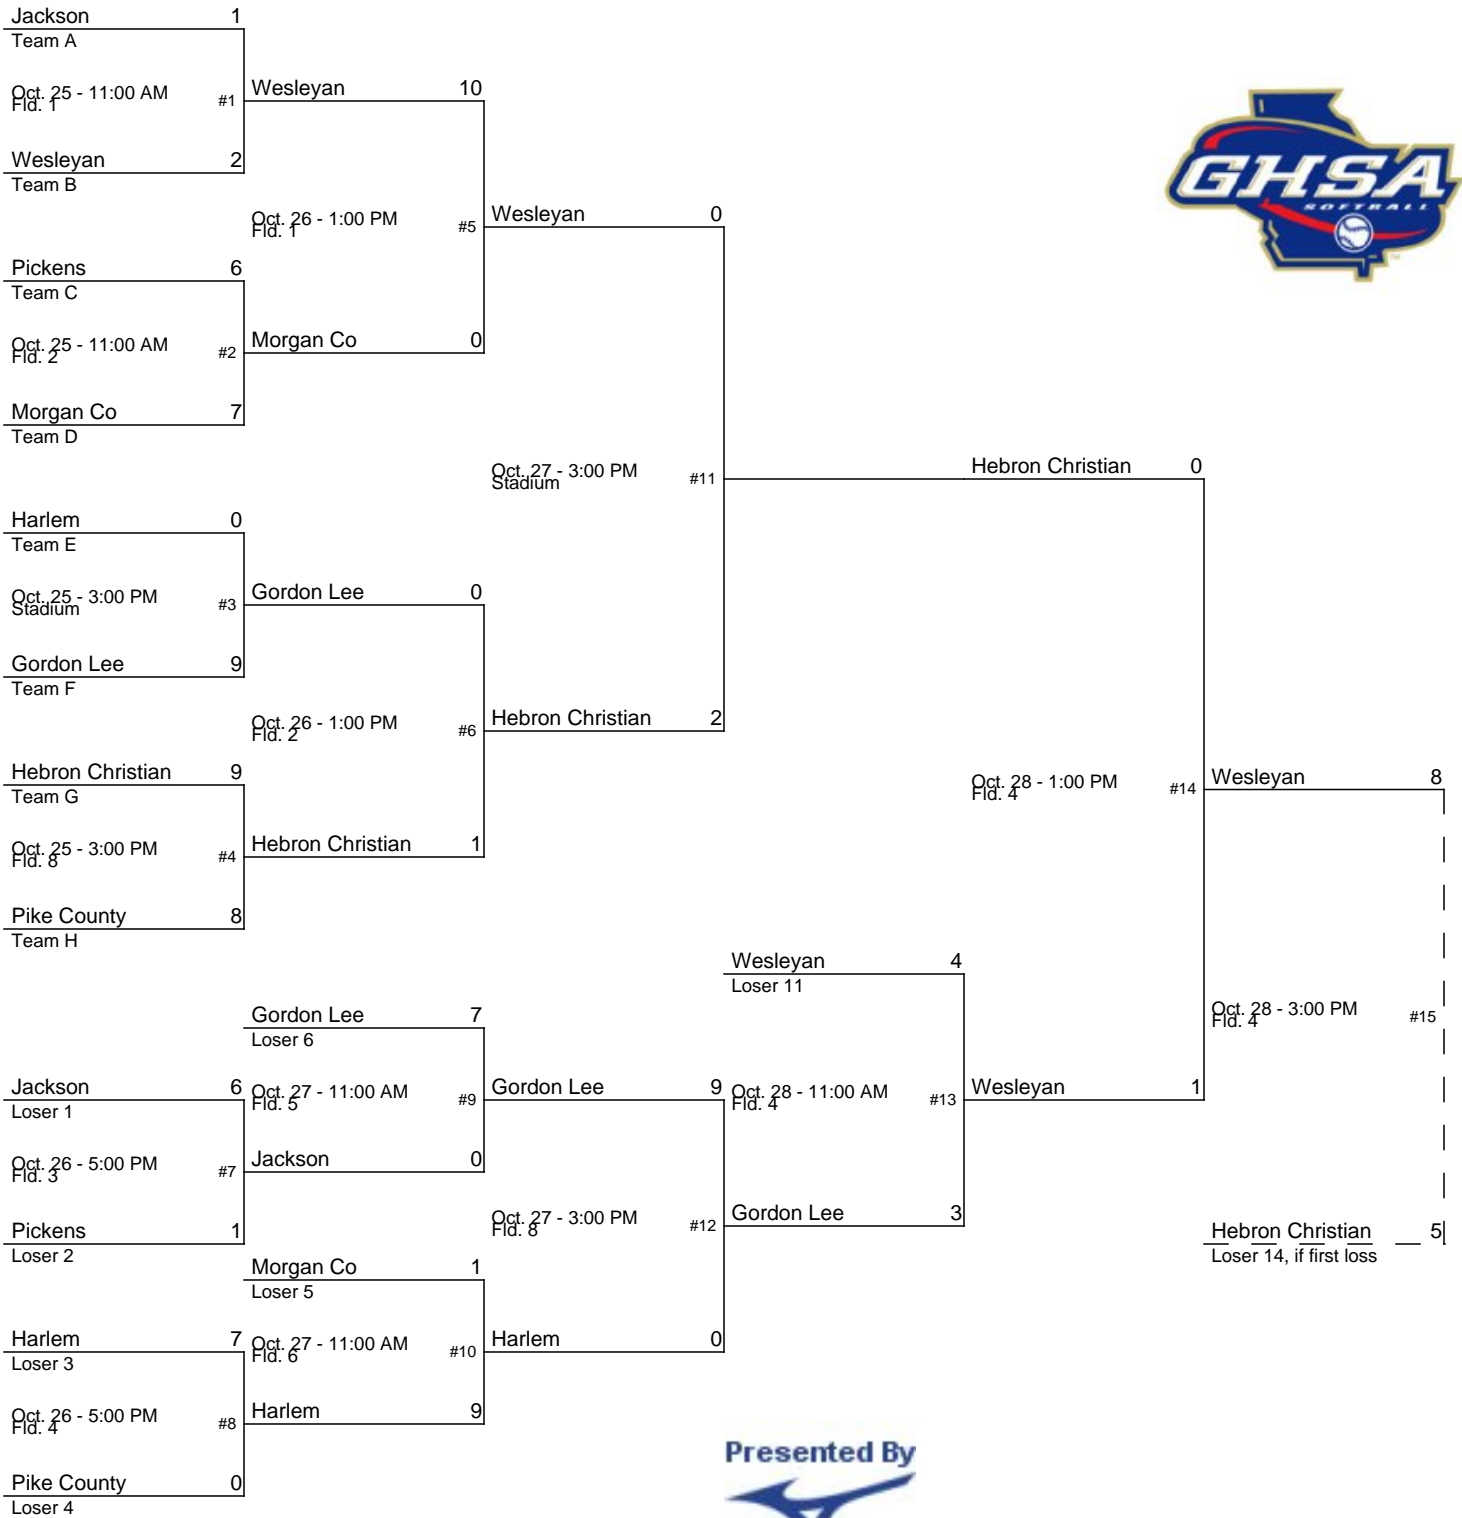 Jackson 1
Team A
Oct. 25 - 11:00 AM
Fld. 1
#1
Wesleyan 2
Team B
Pickens 6
Team C
Oct. 25 - 11:00 AM
Fld. 2
#2
Morgan Co 7
Team D
Harlem 0
Team E
Oct. 25 - 3:00 PM
Stadium
#3
Gordon Lee 9
Team F
Hebron Christian 9
Team G
Oct. 25 - 3:00 PM
Fld. 8
#4
Pike County 8
Team H
Wesleyan 10
Oct. 26 - 1:00 PM
Fld. 1
#5
Morgan Co 0
Gordon Lee 0
Oct. 26 - 1:00 PM
Fld. 2
#6
Hebron Christian 1
Wesleyan 0
Oct. 27 - 3:00 PM
Stadium
#11
Hebron Christian 2
Hebron Christian 0
Oct. 28 - 1:00 PM
Fld. 4
#14
Wesleyan 1
Wesleyan 8
Oct. 28 - 3:00 PM
Fld. 4
#15
Hebron Christian 5
Loser 14, if first loss
Jackson 6
Loser 1
Oct. 26 - 5:00 PM
Fld. 3
#7
Pickens 1
Loser 2
Harlem 7
Loser 3
Oct. 26 - 5:00 PM
Fld. 4
#8
Pike County 0
Loser 4
Gordon Lee 7
Loser 6
Oct. 27 - 11:00 AM
Fld. 5
#9
Jackson 0
Morgan Co 1
Loser 5
Oct. 27 - 11:00 AM
Fld. 6
#10
Harlem 9
Gordon Lee 9
Oct. 27 - 3:00 PM
Fld. 8
#12
Harlem 0
Wesleyan 4
Loser 11
Oct. 28 - 11:00 AM
Fld. 4
#13
Gordon Lee 3
GHSA
SOFTBALL
TM
Presented By